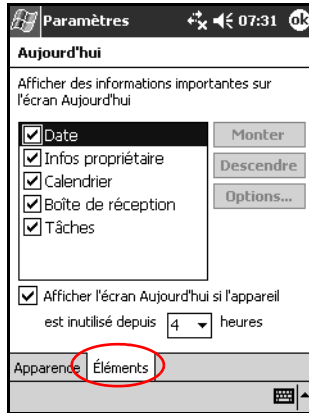 Paramètres 07:31 ok
Aujourd'hui
Afficher des informations importantes sur
l'écran Aujourd'hui
Date
Infos propriétaire
Calendrier
Boîte de réception
Tâches
Monter
Descendre
Options...
Afficher l'écran Aujourd'hui si l'appareil
est inutilisé depuis 4 heures
Apparence Éléments